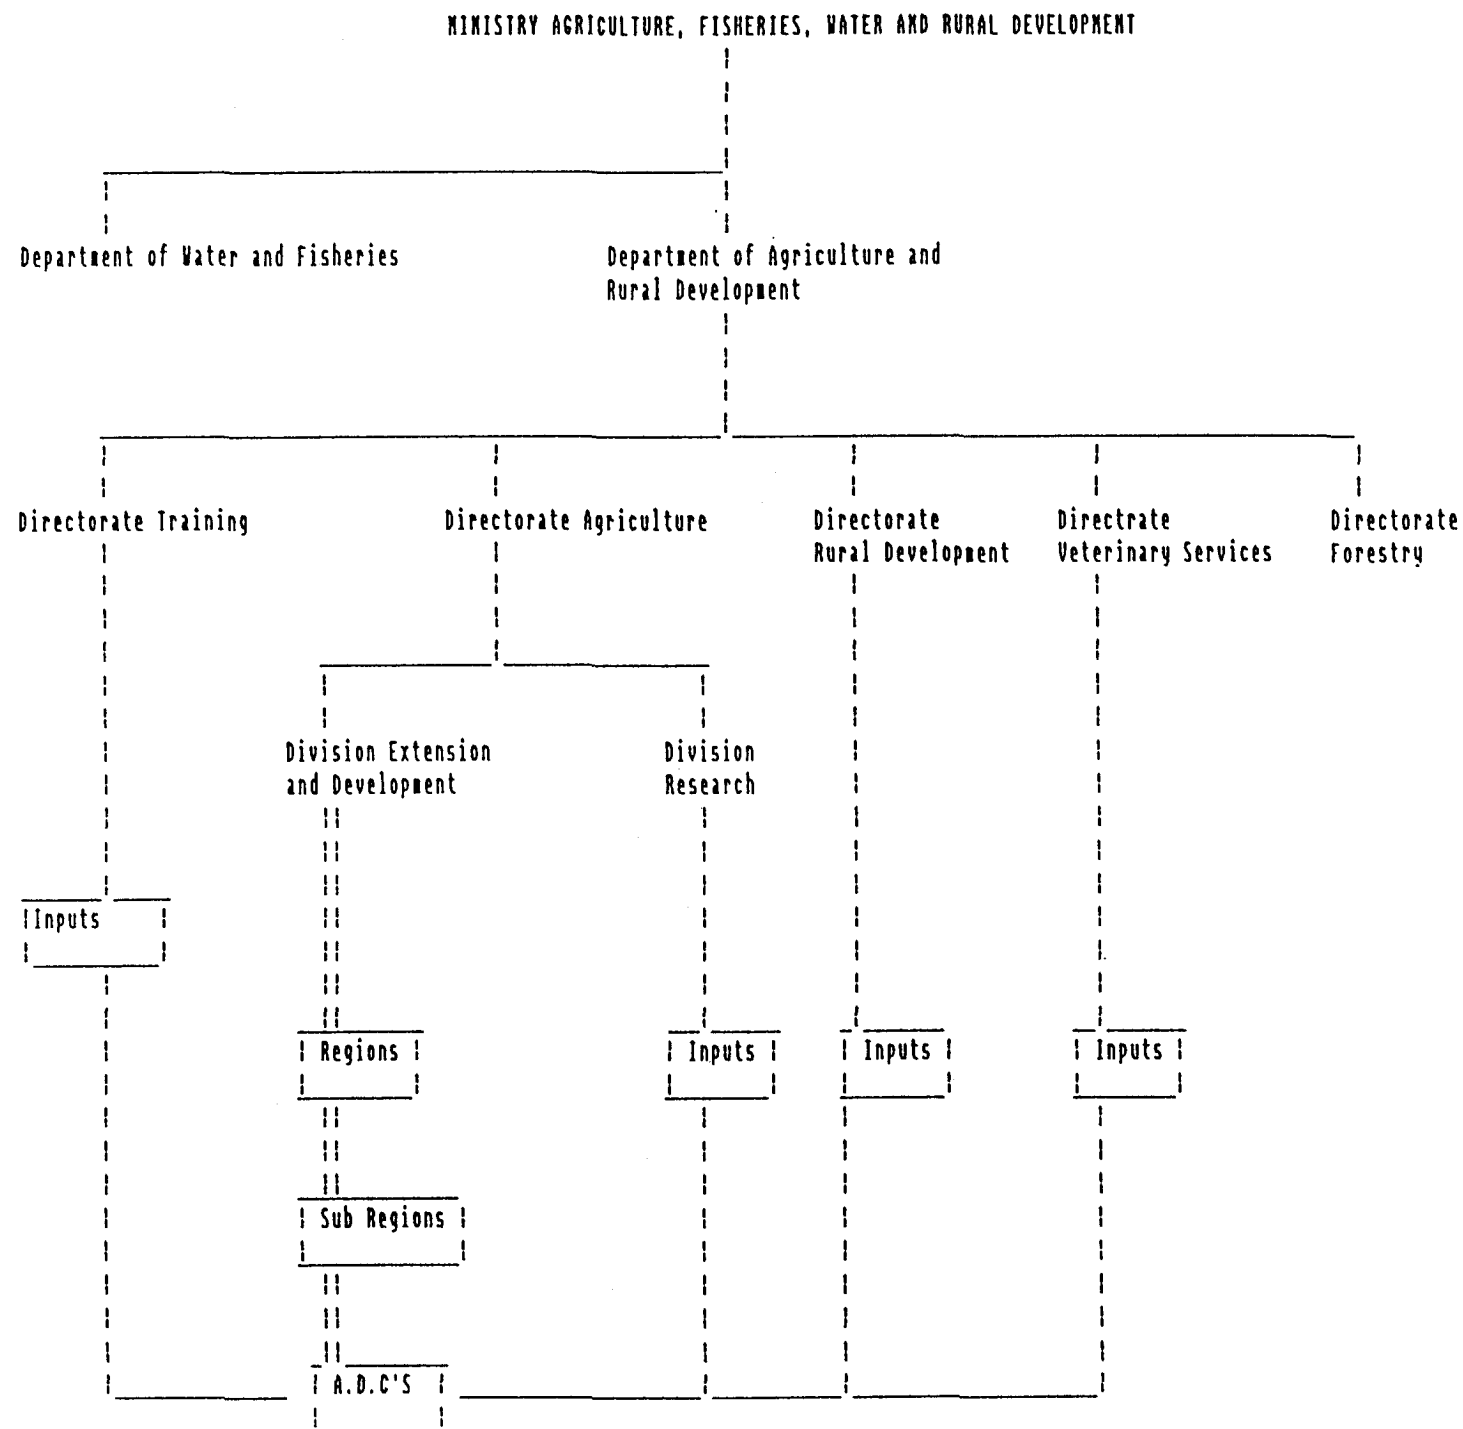 MINISTRY AGRICULTURE, FISHERIES, WATER AND RURAL DEVELOPMENT
Department of Water and Fisheries
Department of Agriculture and
Rural Development
Directorate Training
Directorate Agriculture
Directorate
Rural Development
Directrate
Veterinary Services
Directorate
Forestry
Division Extension
and Development
Division
Research
Inputs
Regions
Inputs
Inputs
Inputs
Sub Regions
A.D.C'S